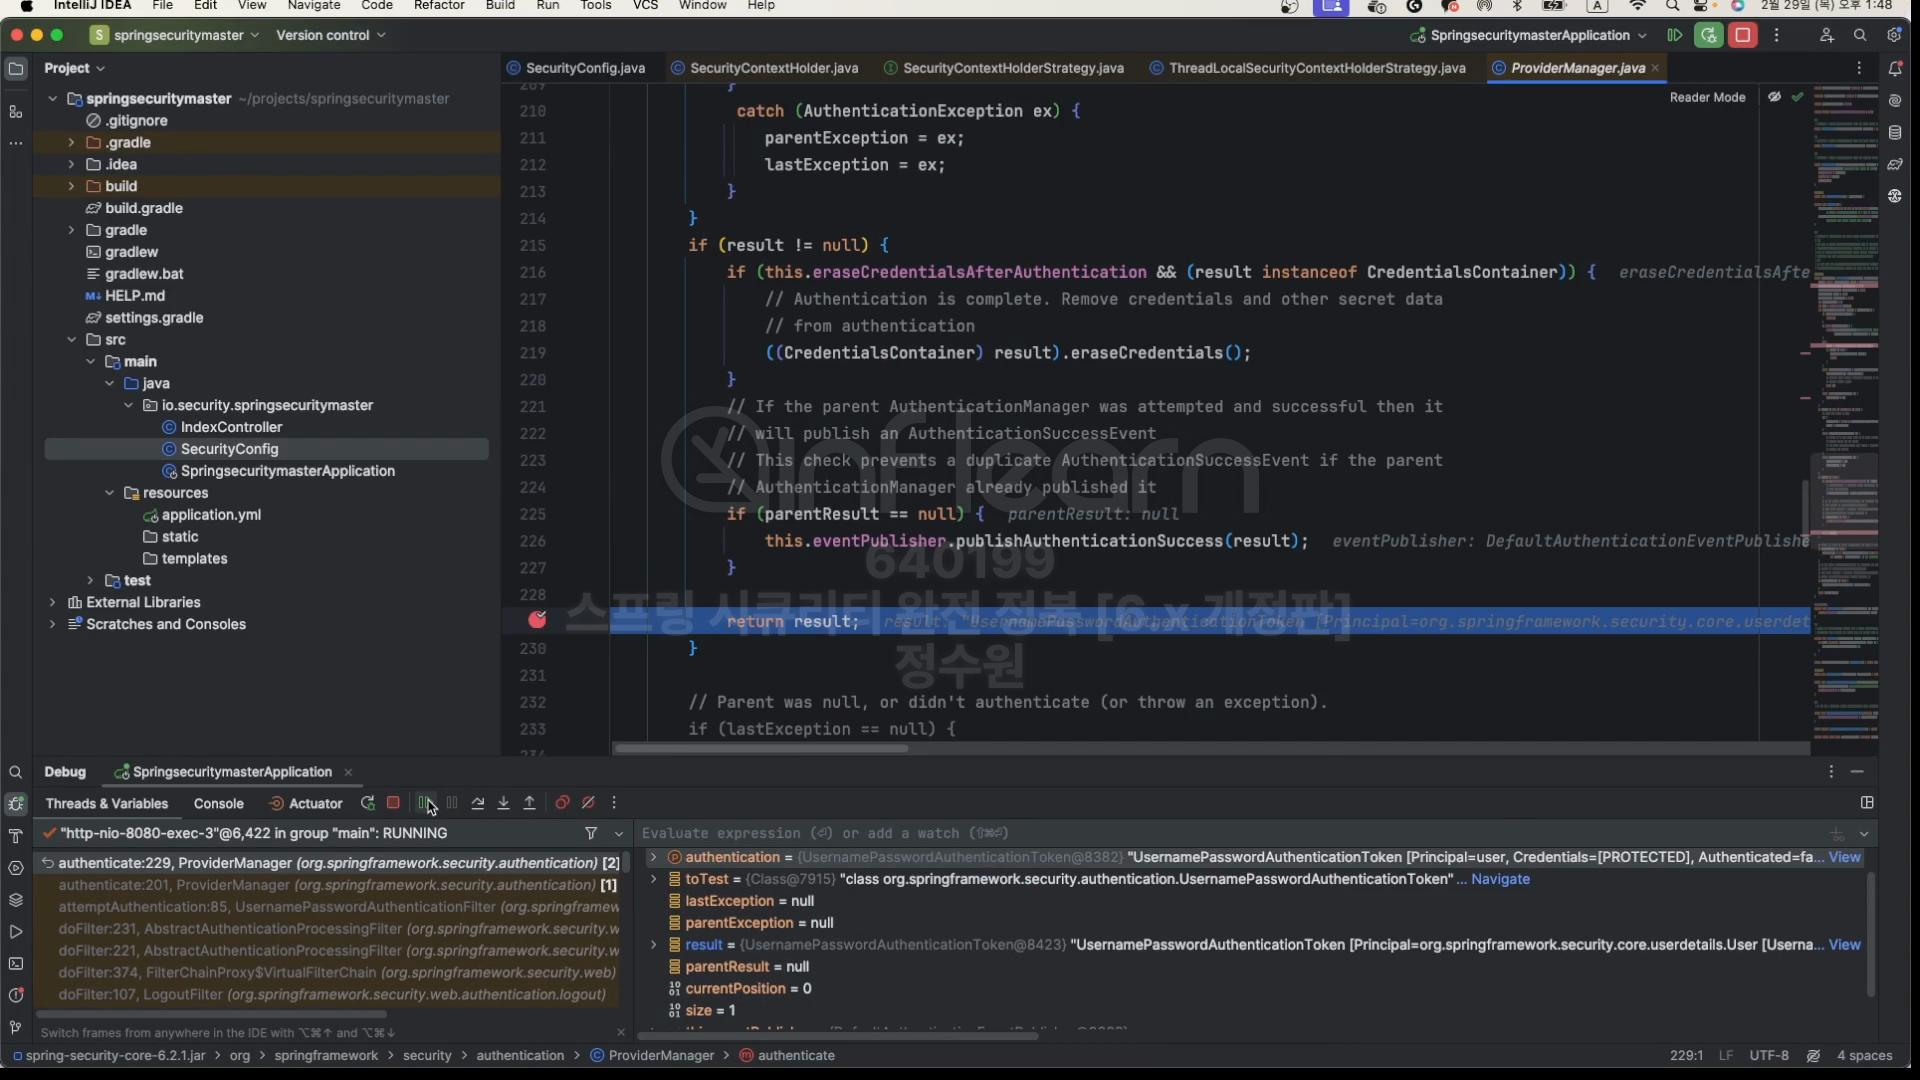 IntelliJ IDEA File Edit View Navigate Code Refactor Build Run Tools VCS Window Help
A 2월 29일 (목) 오후 1:48
S springsecuritymaster Version control SpringsecuritymasterApplication
Project
SecurityConfig.java SecurityContextHolder.java SecurityContextHolderStrategy.java ThreadLocalSecurityContextHolderStrategy.java ProviderManager.java
Reader Mode
springsecuritymaster ~/projects/springsecuritymaster
.gitignore
.gradle
.idea
build
build.gradle
gradle
gradlew
gradlew.bat
HELP.md
settings.gradle
src
main
java
io.security.springsecuritymaster
IndexController
SecurityConfig
SpringsecuritymasterApplication
resources
application.yml
static
templates
test
External Libraries
Scratches and Consoles
209 }
210 catch (AuthenticationException ex) {
211 parentException = ex;
212 lastException = ex;
213 }
214 }
215 if (result != null) {
216 if (this.eraseCredentialsAfterAuthentication && (result instanceof CredentialsContainer)) { eraseCredentialsAfte
217 // Authentication is complete. Remove credentials and other secret data
218 // from authentication
219 ((CredentialsContainer) result).eraseCredentials();
220 }
221 // If the parent AuthenticationManager was attempted and successful then it
222 // will publish an AuthenticationSuccessEvent
223 // This check prevents a duplicate AuthenticationSuccessEvent if the parent
224 // AuthenticationManager already published it
225 if (parentResult == null) { parentResult: null
226 this.eventPublisher.publishAuthenticationSuccess(result); eventPublisher: DefaultAuthenticationEventPublishe
227 }
228
return result; result: "UsernamePasswordAuthenticationToken [Principal=org.springframework.security.core.userdet
230 }
231
232 // Parent was null, or didn't authenticate (or throw an exception).
233 if (lastException == null) {
inflearn
640199
스프링 시큐리티 완전 정복 [6.x 개정판]
정수원
Debug SpringsecuritymasterApplication
Threads & Variables Console Actuator
"http-nio-8080-exec-3"@6,422 in group "main": RUNNING
authenticate:229, ProviderManager (org.springframework.security.authentication) [2]
authenticate:201, ProviderManager (org.springframework.security.authentication) [1]
attemptAuthentication:85, UsernamePasswordAuthenticationFilter (org.springframew
doFilter:231, AbstractAuthenticationProcessingFilter (org.springframework.security.w
doFilter:221, AbstractAuthenticationProcessingFilter (org.springframework.security.w
doFilter:374, FilterChainProxy$VirtualFilterChain (org.springframework.security.web)
doFilter:107, LogoutFilter (org.springframework.security.web.authentication.logout)
Switch frames from anywhere in the IDE with ⌥⌘↑ and ⌥⌘↓
Evaluate expression (⏎) or add a watch (⇧⌘⏎)
authentication = {UsernamePasswordAuthenticationToken@8382} "UsernamePasswordAuthenticationToken [Principal=user, Credentials=[PROTECTED], Authenticated=fa... View
toTest = {Class@7915} "class org.springframework.security.authentication.UsernamePasswordAuthenticationToken" ... Navigate
lastException = null
parentException = null
result = {UsernamePasswordAuthenticationToken@8423} "UsernamePasswordAuthenticationToken [Principal=org.springframework.security.core.userdetails.User [Userna... View
parentResult = null
currentPosition = 0
size = 1
spring-security-core-6.2.1.jar org springframework security authentication ProviderManager authenticate
229:1 LF UTF-8 4 spaces